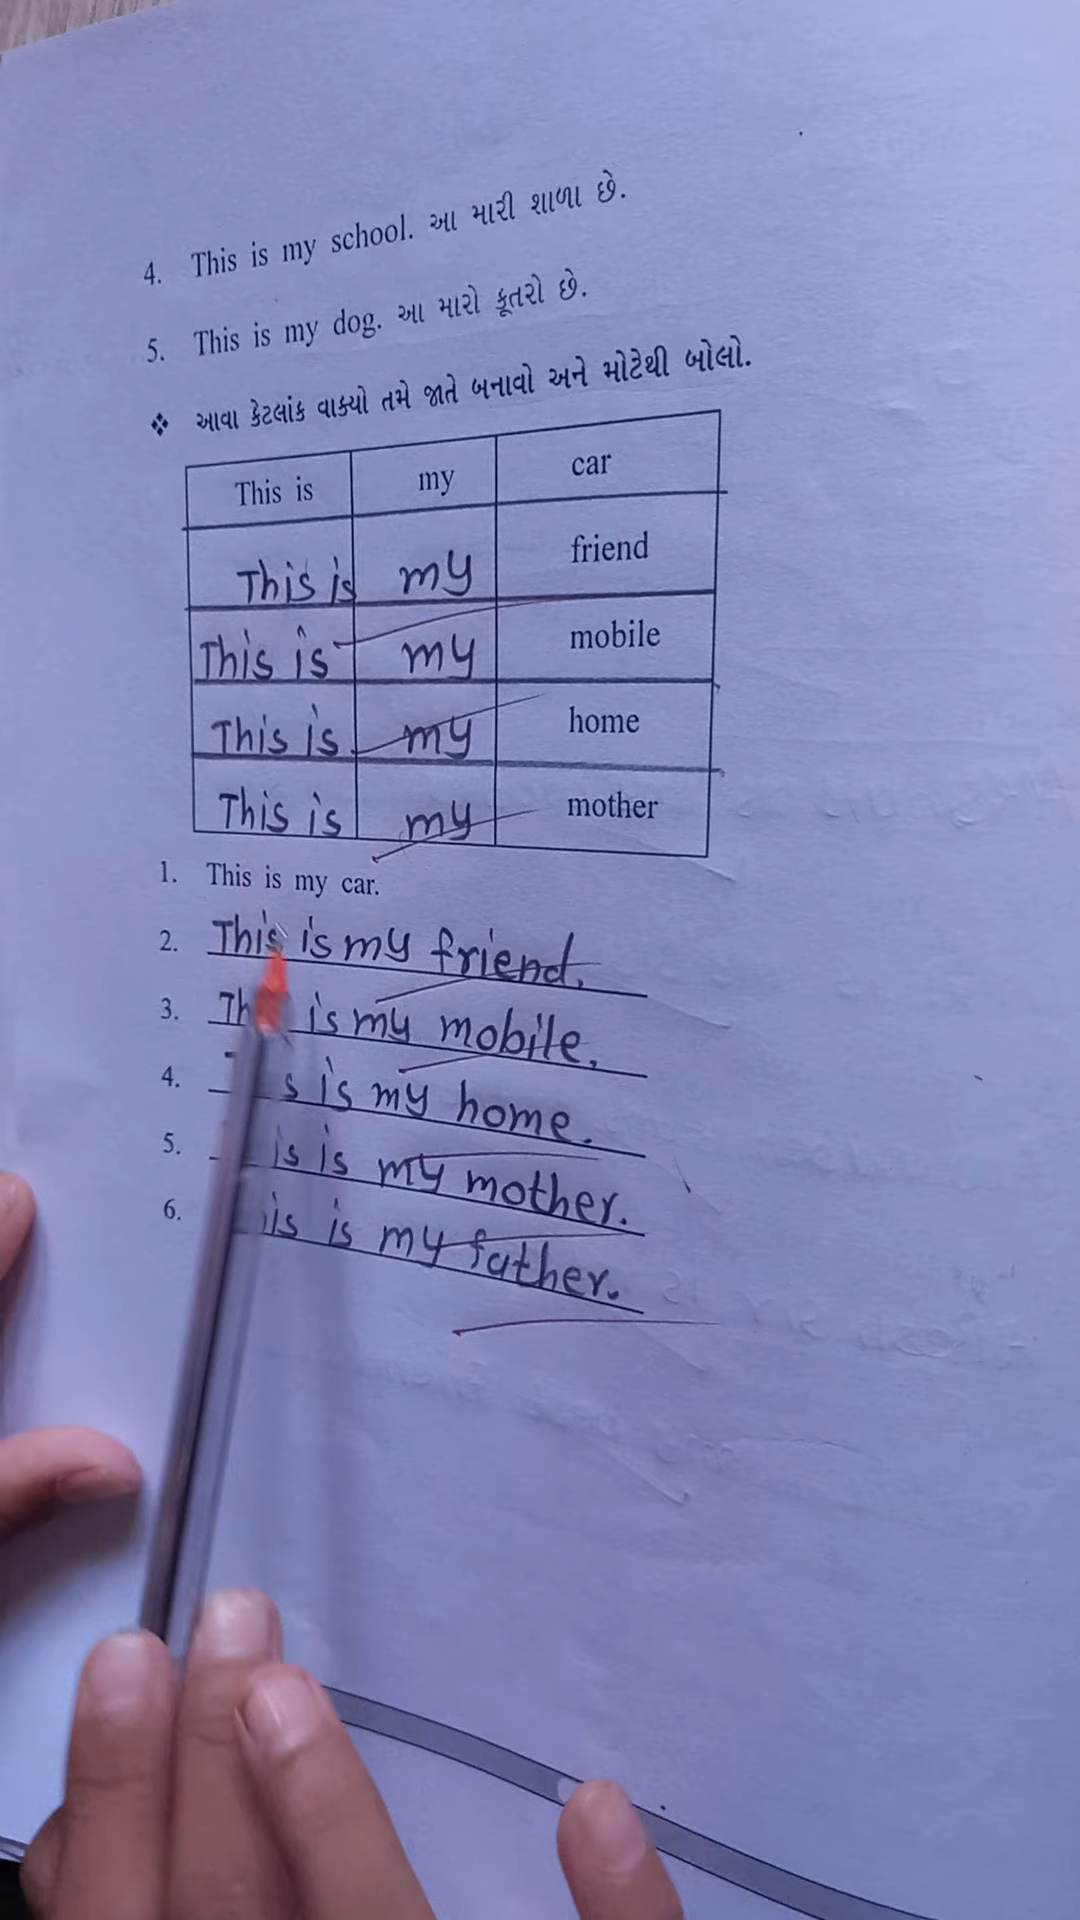 4. This is my school. આ મારી શાળા છે.
5. This is my dog. આ મારો કૂતરો છે.
❖ આવા કેટલાંક વાક્યો તમે જાતે બનાવો અને મોટેથી બોલો.
This is my car
This is my friend
This is my mobile
This is my home
This is my mother
1. This is my car.
2. This is my friend.
3. is my mobile.
4. is my home.
5. is my mother.
6. is my father.